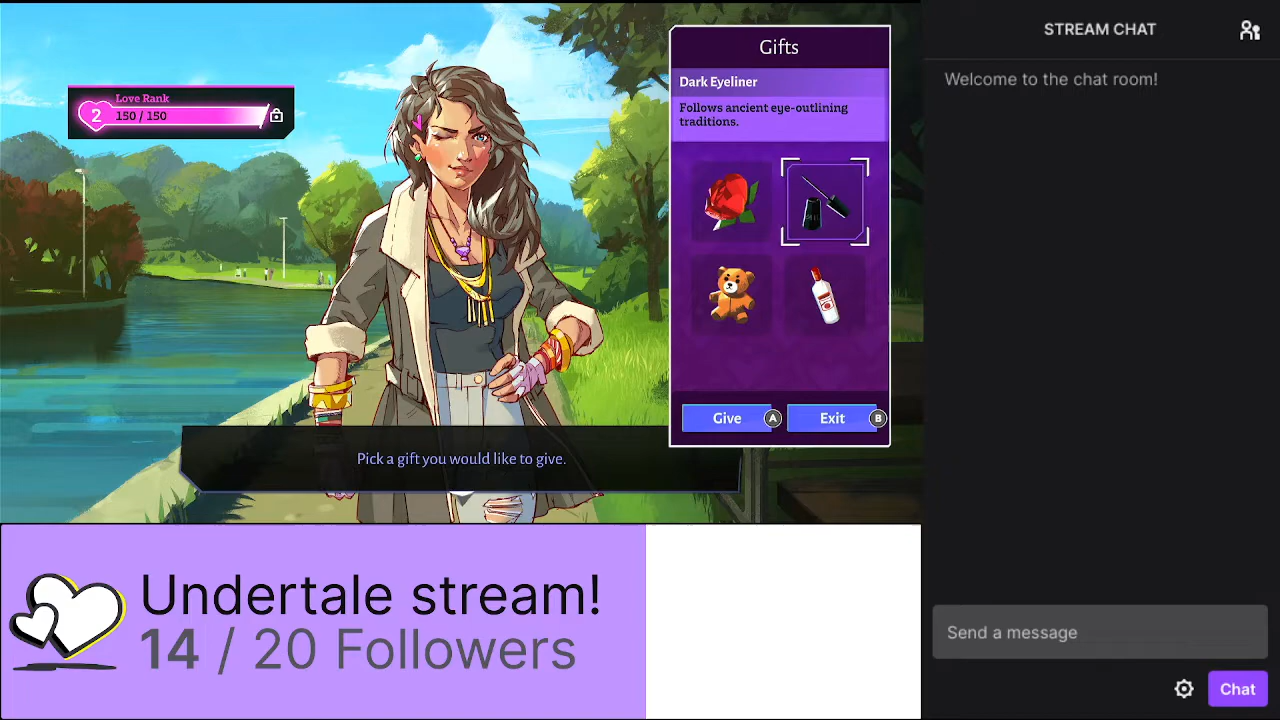 Love Rank
2
150 / 150
Gifts
Dark Eyeliner
Follows ancient eye-outlining
traditions.
Give A
Exit B
Pick a gift you would like to give.
Undertale stream!
14 / 20 Followers
STREAM CHAT
Welcome to the chat room!
Send a message
Chat